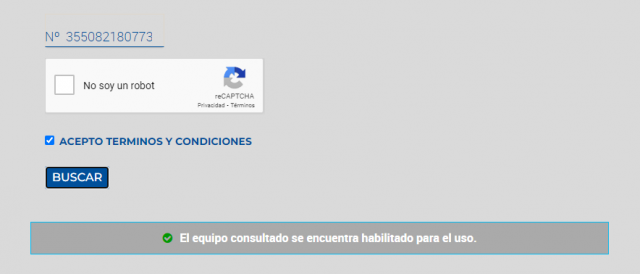 Nº 355082180773
No soy un robot
reCAPTCHA
Privacidad - Términos
ACEPTO TERMINOS Y CONDICIONES
BUSCAR
El equipo consultado se encuentra habilitado para el uso.